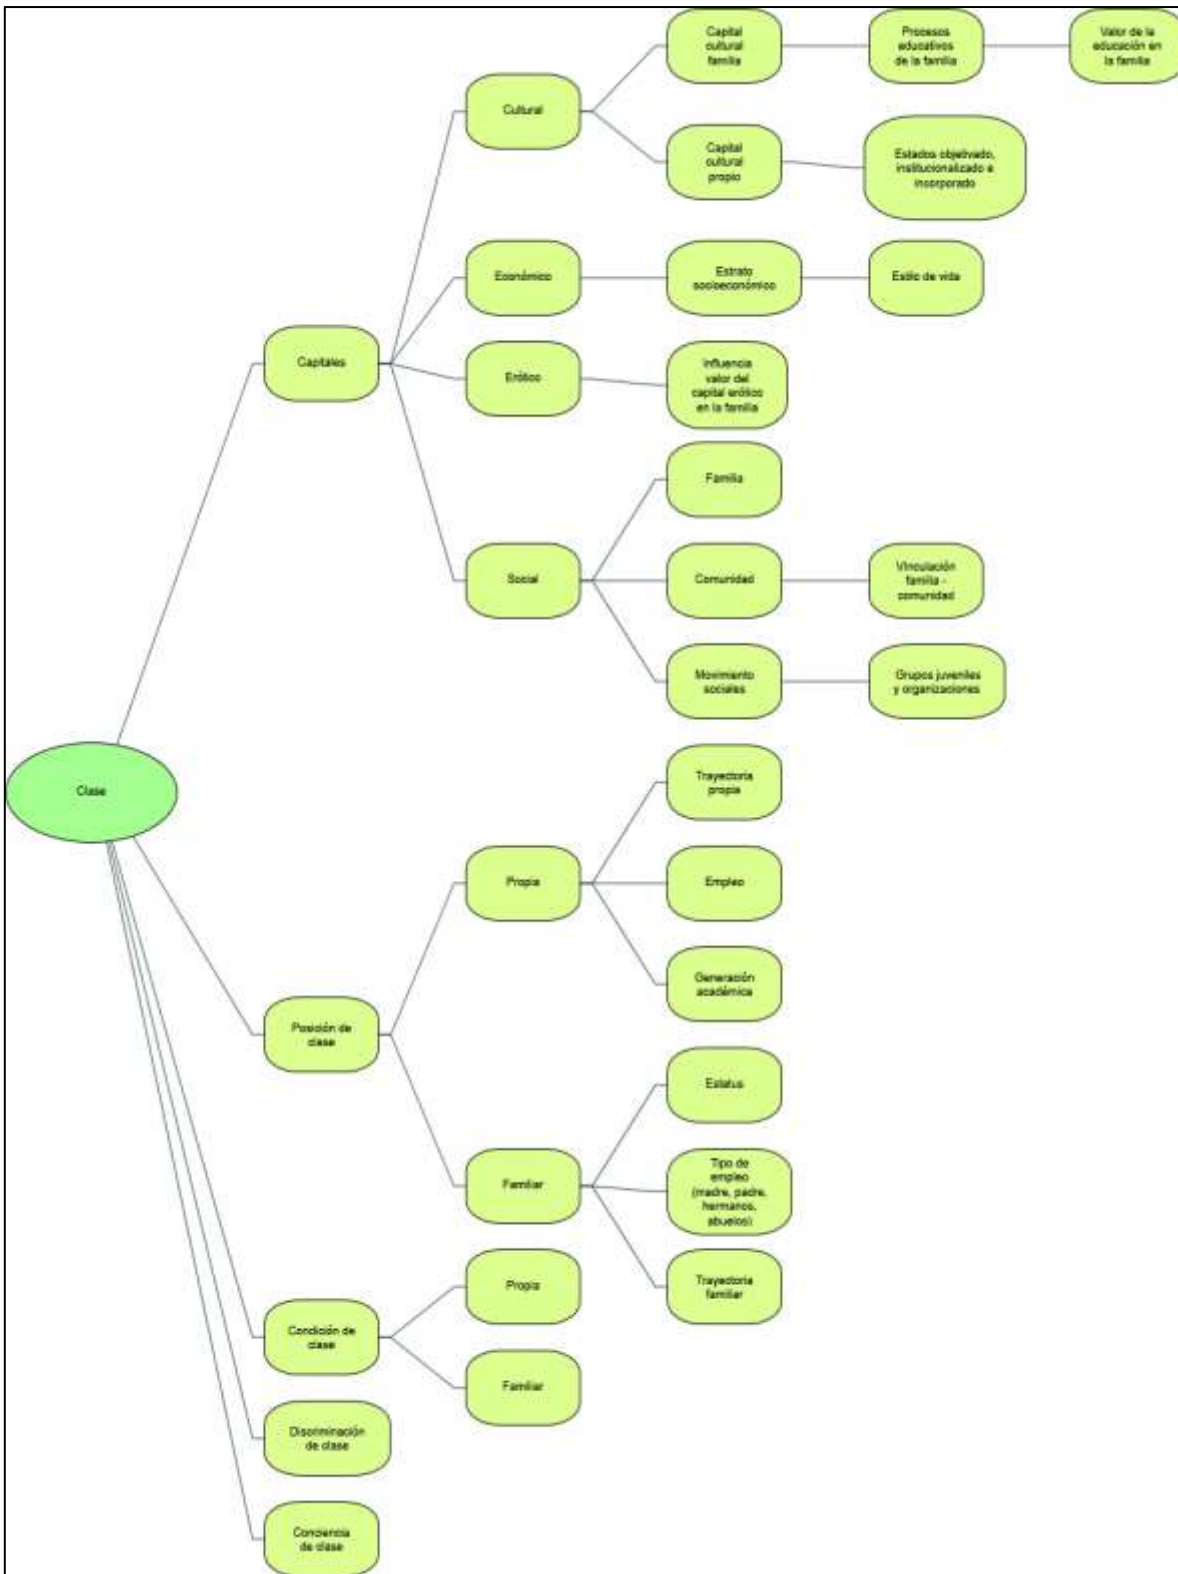 Capital
cultural
familia
Procesos
educativos
de la familia
Valor de la
educación en
la familia
Cultural
Capital
cultural
propio
Estados objetivado,
institucionalizado e
incorporado
Económico
Estrato
socioeconómico
Estilo de vida
Capitales
Erótico
Influencia
valor del
capital erótico
en la familia
Familia
Social
Comunidad
Vinculación
familia -
comunidad
Movimiento
sociales
Grupos juveniles
y organizaciones
Clase
Trayectoria
propia
Propia
Empleo
Generación
académica
Posición de
clase
Estatus
Familiar
Tipo de
empleo
(madre, padre,
hermanos,
abuelos)
Trayectoria
familiar
Propia
Condición de
clase
Familiar
Discriminación
de clase
Conciencia
de clase